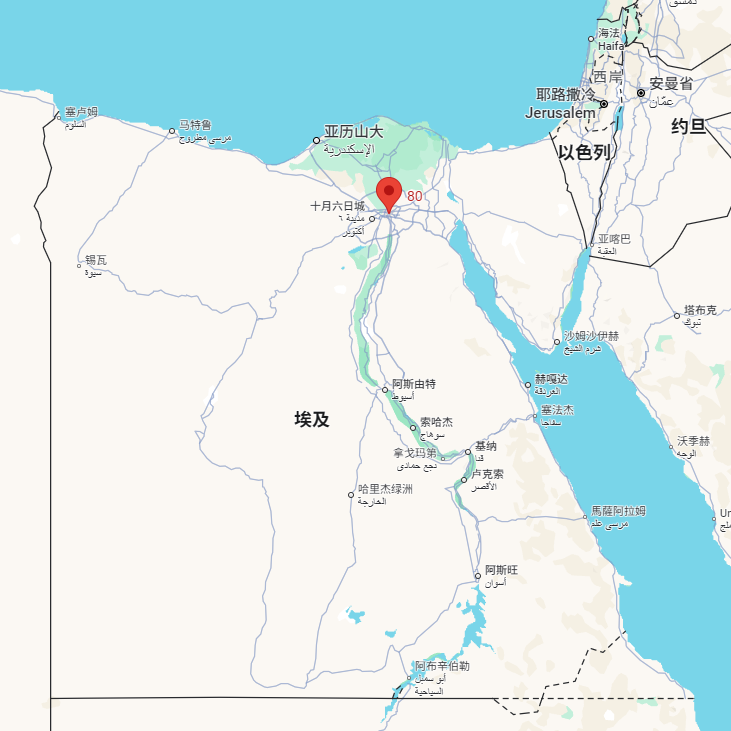 دمشق
海法
Haifa
西岸
耶路撒冷
Jerusalem
安曼省
عمّان
约旦
以色列
塞卢姆
السلوم
马特鲁
مرسى مطروح
亚历山大
الإسكندرية
80
十月六日城
مدينة ٦
أكتوبر
亚喀巴
العقبة
锡瓦
سيوة
塔布克
تبوك
沙姆沙伊赫
شرم الشيخ
赫嘎达
الغردقة
阿斯由特
أسيوط
塞法杰
سفاجا
埃及
索哈杰
سوهاج
基纳
قنا
拿戈玛第
نجع حمادى
沃季赫
الوجه
卢克索
الأقصر
哈里杰绿洲
الخارجة
馬薩阿拉姆
مرسى علم
阿斯旺
أسوان
阿布辛伯勒
أبو سمبل
السياحية